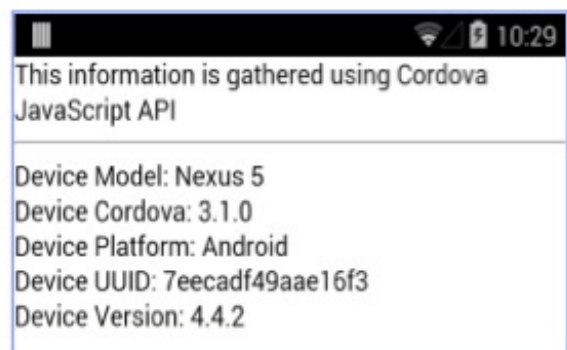 10:29
This information is gathered using Cordova
JavaScript API
Device Model: Nexus 5
Device Cordova: 3.1.0
Device Platform: Android
Device UUID: 7eecadf49aae16f3
Device Version: 4.4.2